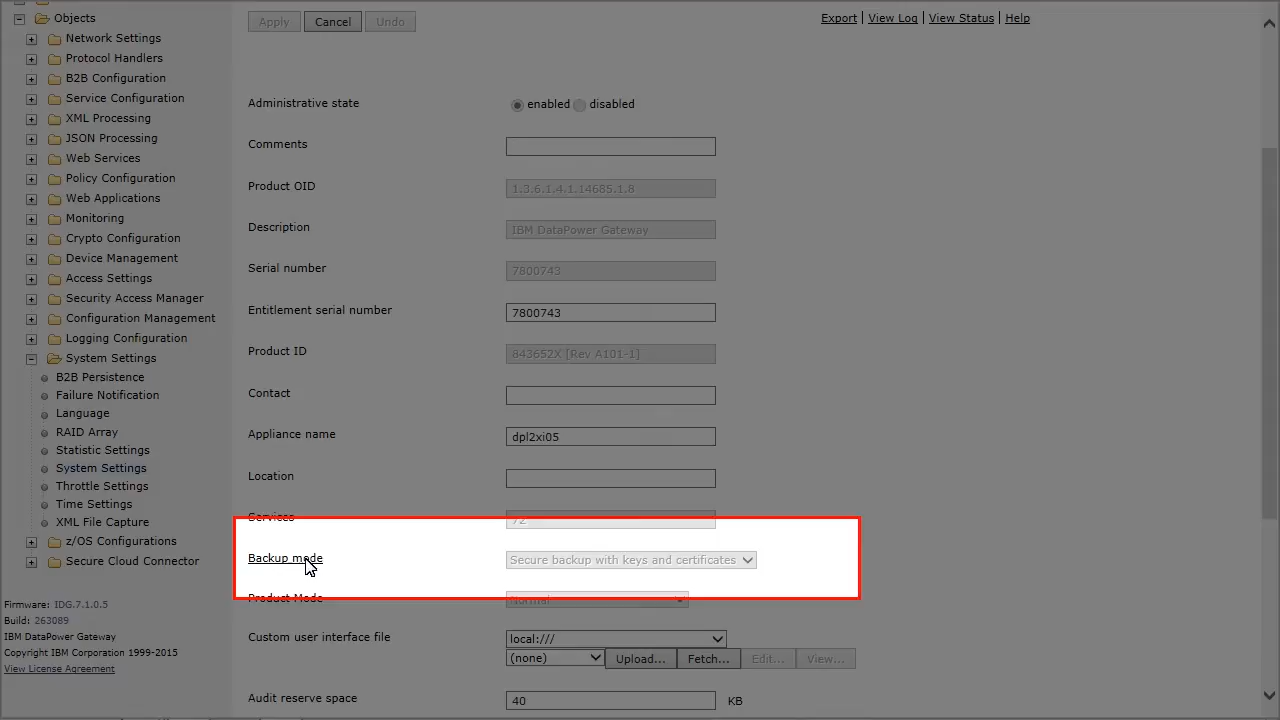 Objects
Network Settings
Protocol Handlers
B2B Configuration
Service Configuration
XML Processing
JSON Processing
Web Services
Policy Configuration
Web Applications
Monitoring
Crypto Configuration
Device Management
Access Settings
Security Access Manager
Configuration Management
Logging Configuration
System Settings
B2B Persistence
Failure Notification
Language
RAID Array
Statistic Settings
System Settings
Throttle Settings
Time Settings
XML File Capture
z/OS Configurations
Secure Cloud Connector
Firmware: IDG.7.1.0.5
Build: 263089
IBM DataPower Gateway
Copyright IBM Corporation 1999-2015
View License Agreement
Apply Cancel Undo
Export | View Log | View Status | Help
Administrative state enabled disabled
Comments
Product OID 1.3.6.1.4.1.14685.1.8
Description IBM DataPower Gateway
Serial number 7800743
Entitlement serial number 7800743
Product ID 843652X [Rev A101-1]
Contact
Appliance name dpl2xi05
Location
Services 72
Backup mode Secure backup with keys and certificates
Product Mode Normal
Custom user interface file local:///
(none) Upload... Fetch... Edit... View...
Audit reserve space 40 KB